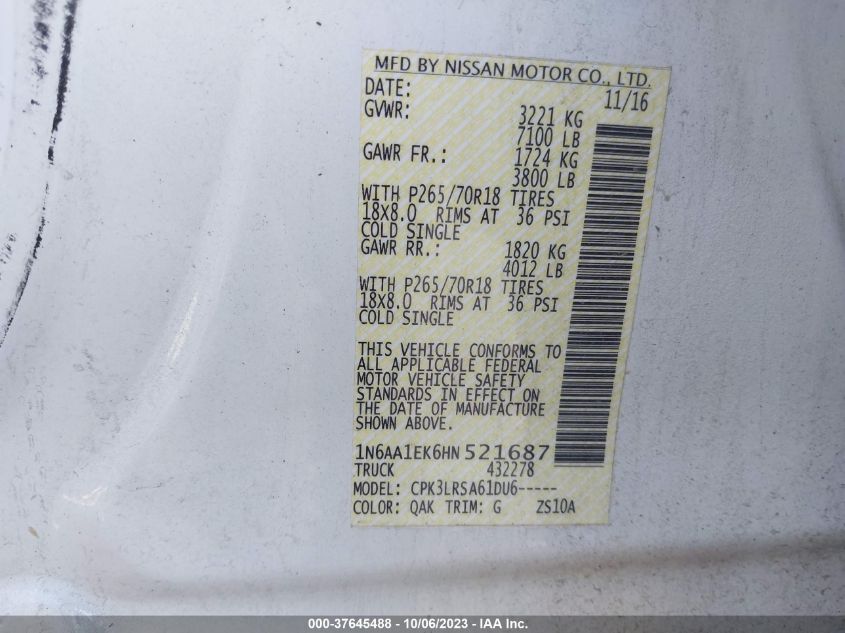 MFD BY NISSAN MOTOR CO., LTD.
DATE: 11/16
GVWR: 3221 KG
7100 LB
GAWR FR.: 1724 KG
3800 LB
WITH P265/70R18 TIRES
18X8.0 RIMS AT 36 PSI
COLD SINGLE
GAWR RR.: 1820 KG
4012 LB
WITH P265/70R18 TIRES
18X8.0 RIMS AT 36 PSI
COLD SINGLE
THIS VEHICLE CONFORMS TO
ALL APPLICABLE FEDERAL
MOTOR VEHICLE SAFETY
STANDARDS IN EFFECT ON
THE DATE OF MANUFACTURE
SHOWN ABOVE.
1N6AA1EK6HN521687
TRUCK 432278
MODEL: CPK3LRSA61DU6-----
COLOR: QAK TRIM: G ZS10A
000-37645488 - 10/06/2023 - IAA Inc.